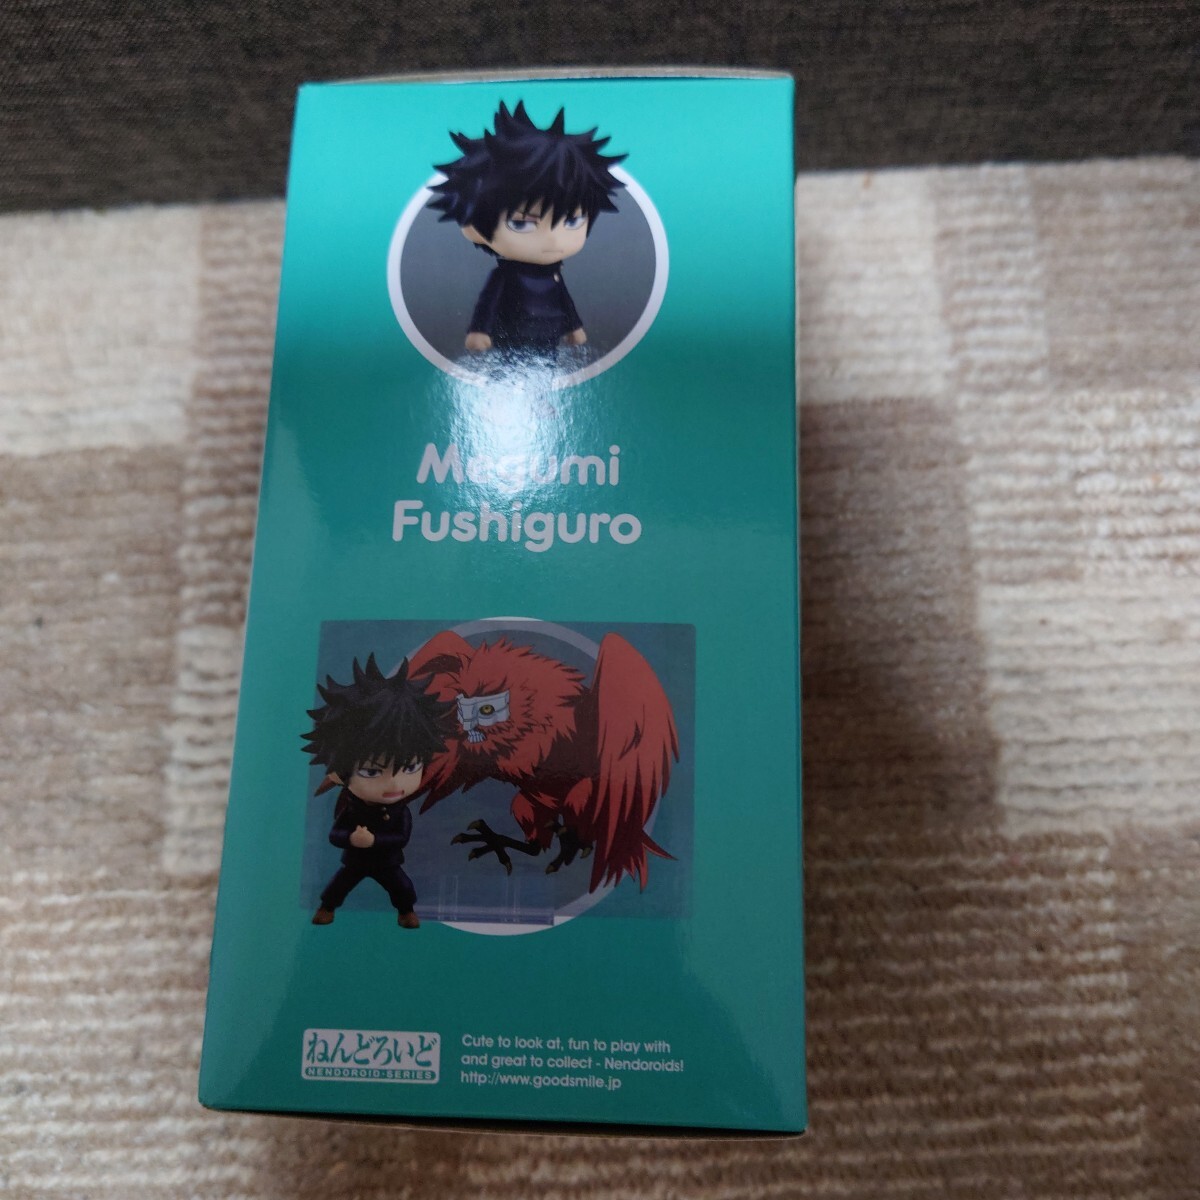 Megumi
Fushiguro
ねんどろいど
NENDOROID-SERIES
Cute to look at, fun to play with
and great to collect - Nendoroids!
http://www.goodsmile.jp